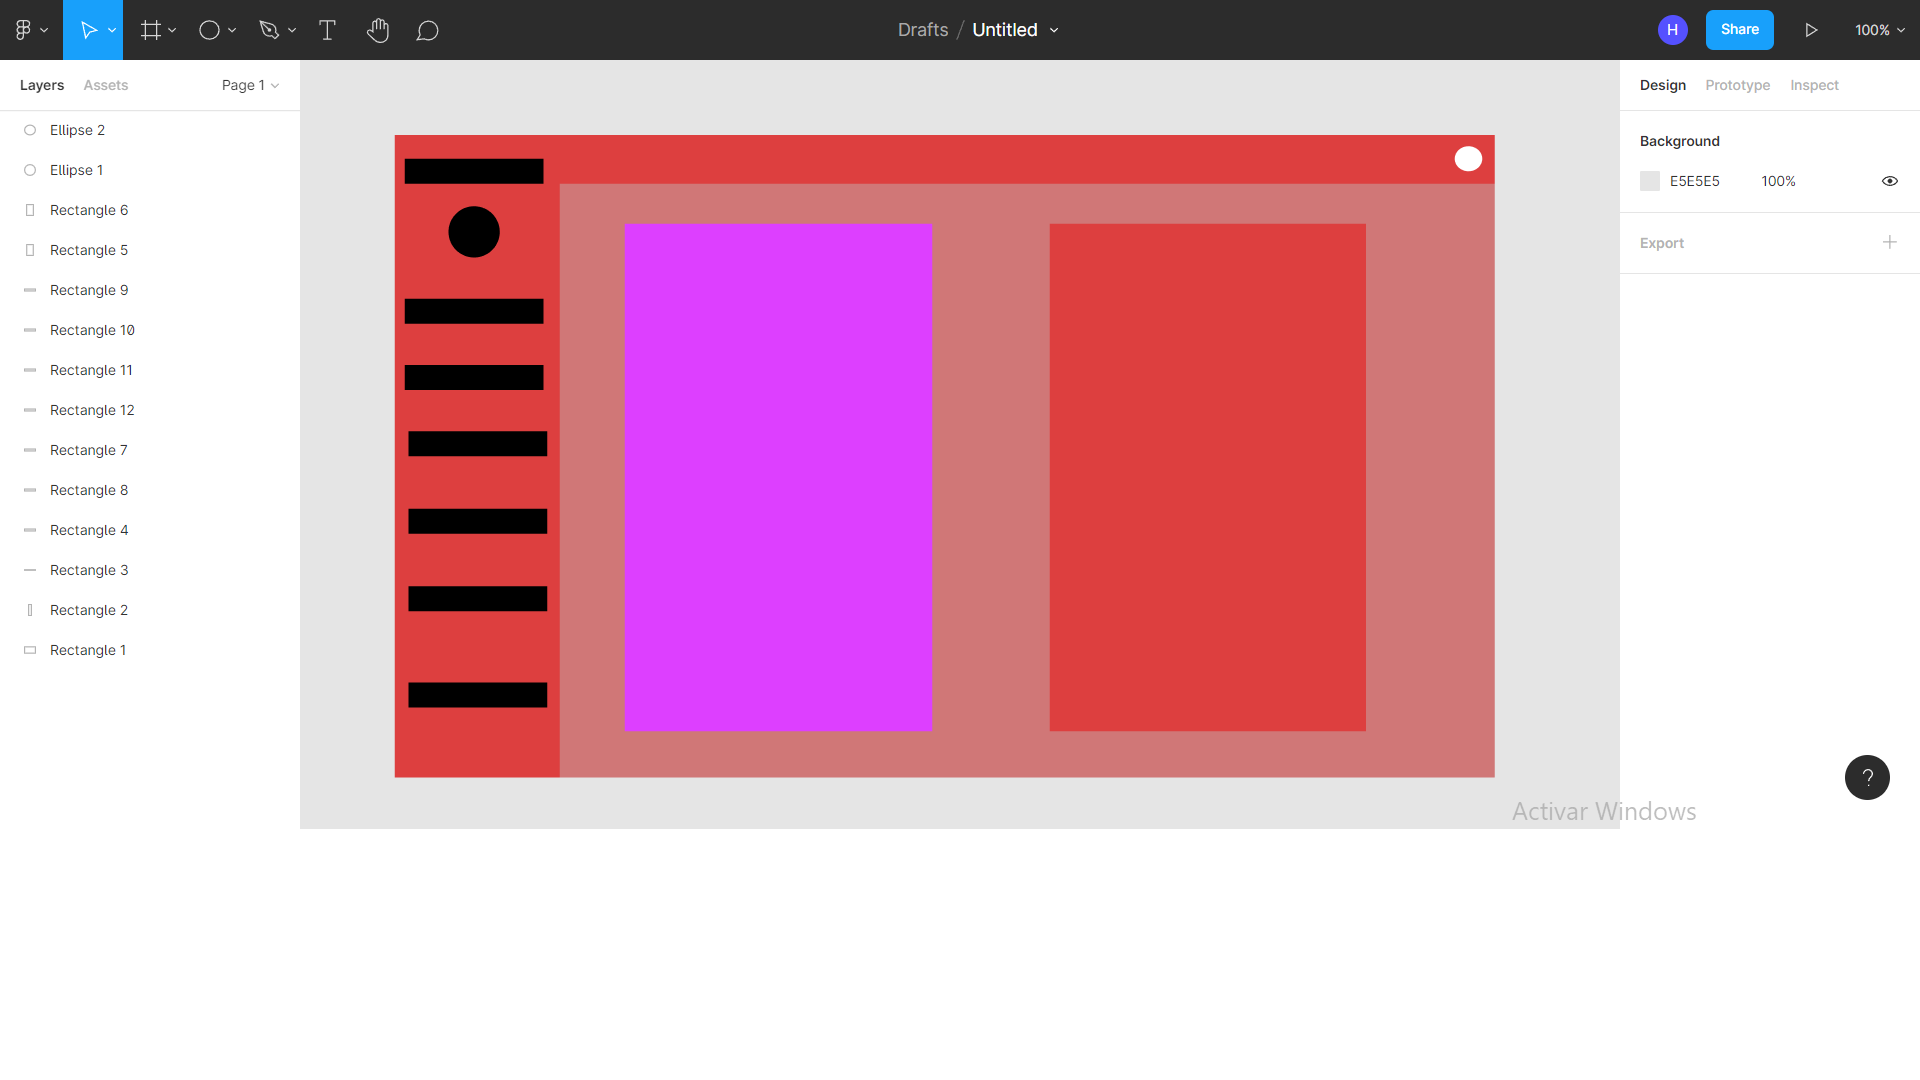 Drafts / Untitled
H
Share
100%
Layers Assets Page 1
Ellipse 2
Ellipse 1
Rectangle 6
Rectangle 5
Rectangle 9
Rectangle 10
Rectangle 11
Rectangle 12
Rectangle 7
Rectangle 8
Rectangle 4
Rectangle 3
Rectangle 2
Rectangle 1
Design Prototype Inspect
Background
E5E5E5 100%
Export
?
Activar Windows